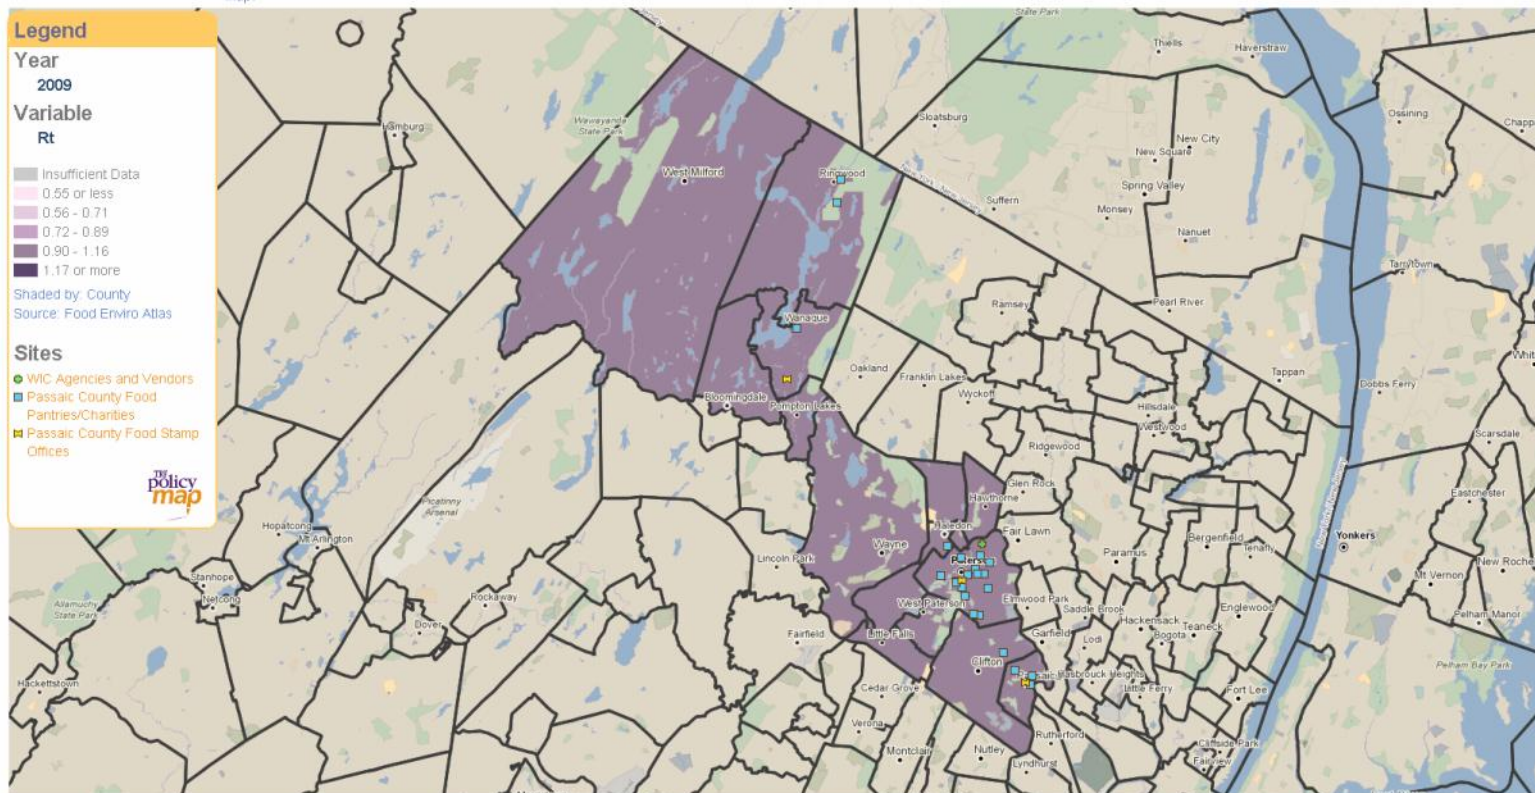 Legend
Year
2009
Variable
Rt
Insufficient Data
0.55 or less
0.56 - 0.71
0.72 - 0.89
0.90 - 1.16
1.17 or more
Shaded by: County
Source: Food Enviro Atlas
Sites
WIC Agencies and Vendors
Passaic County Food
Pantries/Charities
Passaic County Food Stamp
Offices
policy
map
State Park
Thiells
Haverstraw
Ossining
Hamburg
Wawayanda
State Park
Sloatsburg
New City
New Square
West Milford
Ringwood
New York
New Jersey
Spring Valley
Suffern
Monsey
Nanuet
Tarrytown
Ramsey
Pearl River
Wanaque
Oakland
Franklin Lakes
Wyckoff
Tappan
Dobbs Ferry
Bloomingdale
Pompton Lakes
Hillsdale
Westwood
Scarsdale
Ridgewood
Picatinny
Arsenal
Glen Rock
Hawthorne
Eastchester
Hopatcong
Mt Arlington
Haledon
Fair Lawn
Wayne
Lincoln Park
Paramus
Bergenfield
Tenafly
Yonkers
Stanhope
Netcong
Rockaway
Mt Vernon
New Roche
Allamuchy
State Park
West Paterson
Elmwood Park
Saddle Brook
Englewood
Hackensack
Teaneck
Bogota
Pelham Manor
Dover
Fairfield
Little Falls
Garfield
Lodi
Pelham Bay Park
Hackettstown
Clifton
Hasbrouck Heights
Little Ferry
Fort Lee
Cedar Grove
Verona
Rutherford
Cliffside Park
Fairview
Montclair
Nutley
Lyndhurst